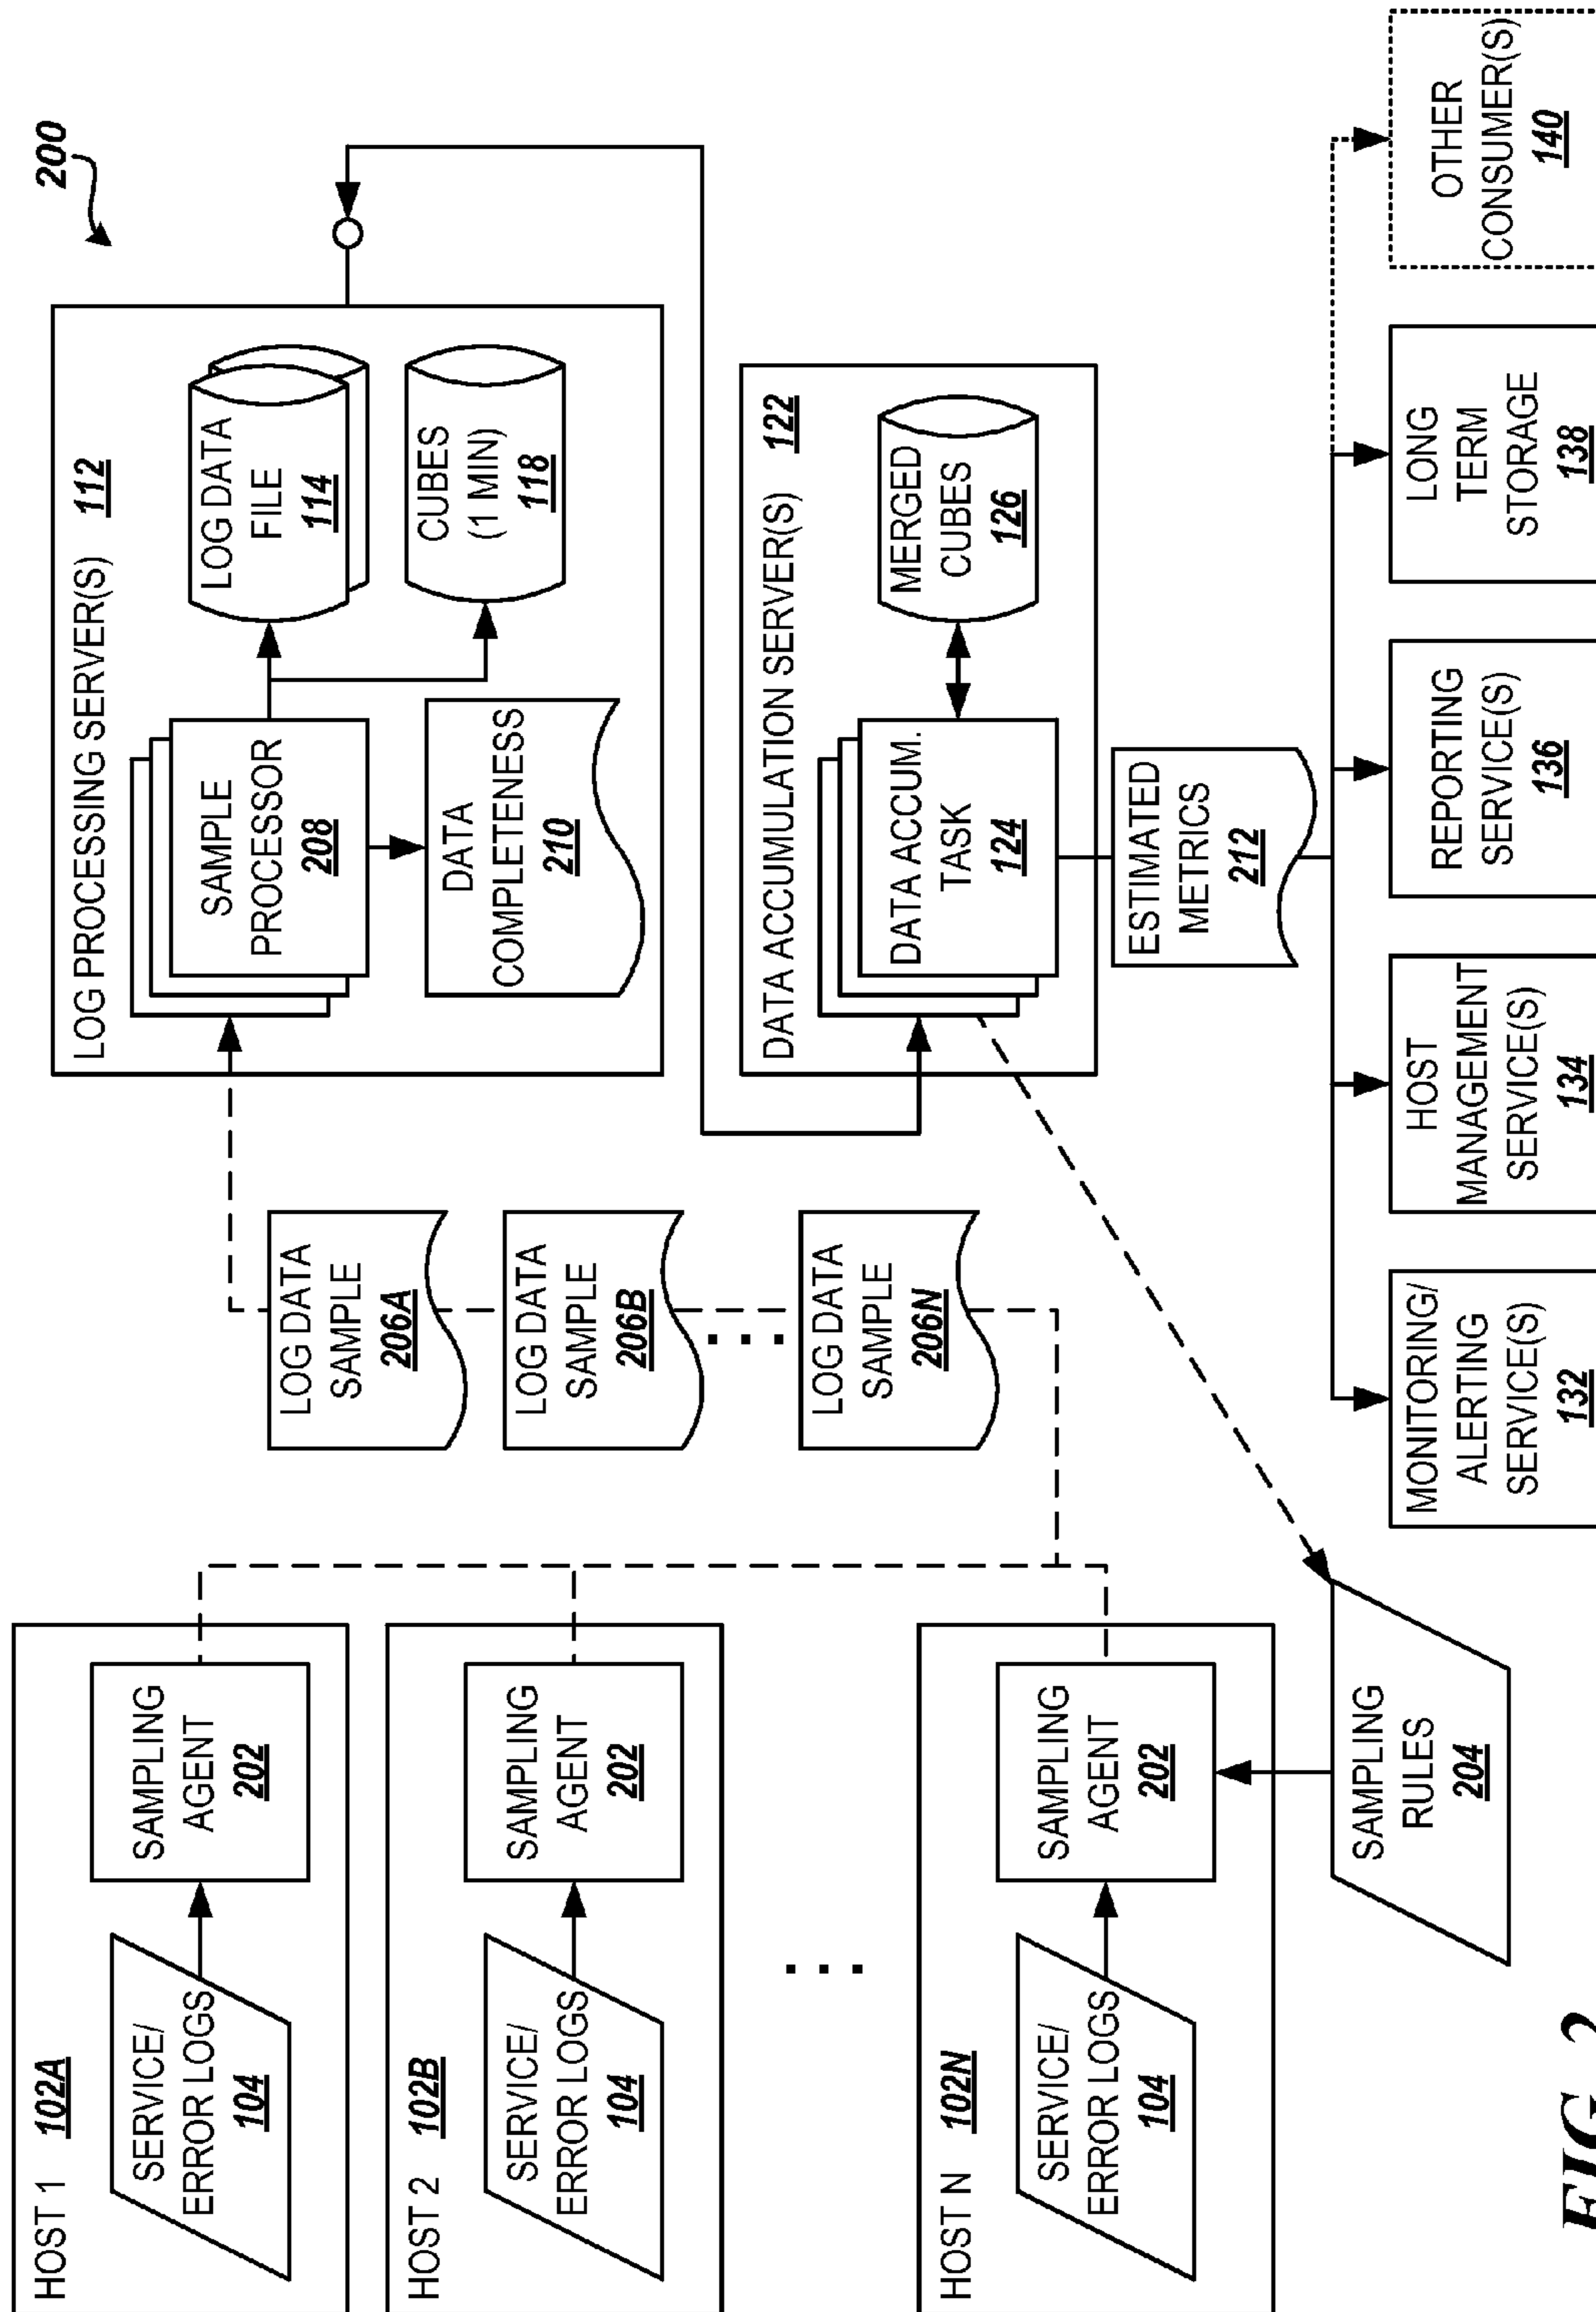 200
HOST 1 102A
SERVICE/
ERROR LOGS
104
SAMPLING
AGENT
202
HOST 2 102B
SERVICE/
ERROR LOGS
104
SAMPLING
AGENT
202
...
HOST N 102N
SERVICE/
ERROR LOGS
104
SAMPLING
AGENT
202
SAMPLING
RULES
204
LOG DATA
SAMPLE
206A
LOG DATA
SAMPLE
206B
...
LOG DATA
SAMPLE
206N
LOG PROCESSING SERVER(S) 112
SAMPLE
PROCESSOR
208
LOG DATA
FILE
114
DATA
COMPLETENESS
210
CUBES
(1 MIN)
118
DATA ACCUMULATION SERVER(S) 122
DATA ACCUM.
TASK
124
MERGED
CUBES
126
ESTIMATED
METRICS
212
MONITORING/
ALERTING
SERVICE(S)
132
HOST
MANAGEMENT
SERVICE(S)
134
REPORTING
SERVICE(S)
136
LONG
TERM
STORAGE
138
OTHER
CONSUMER(S)
140
FIG. 2